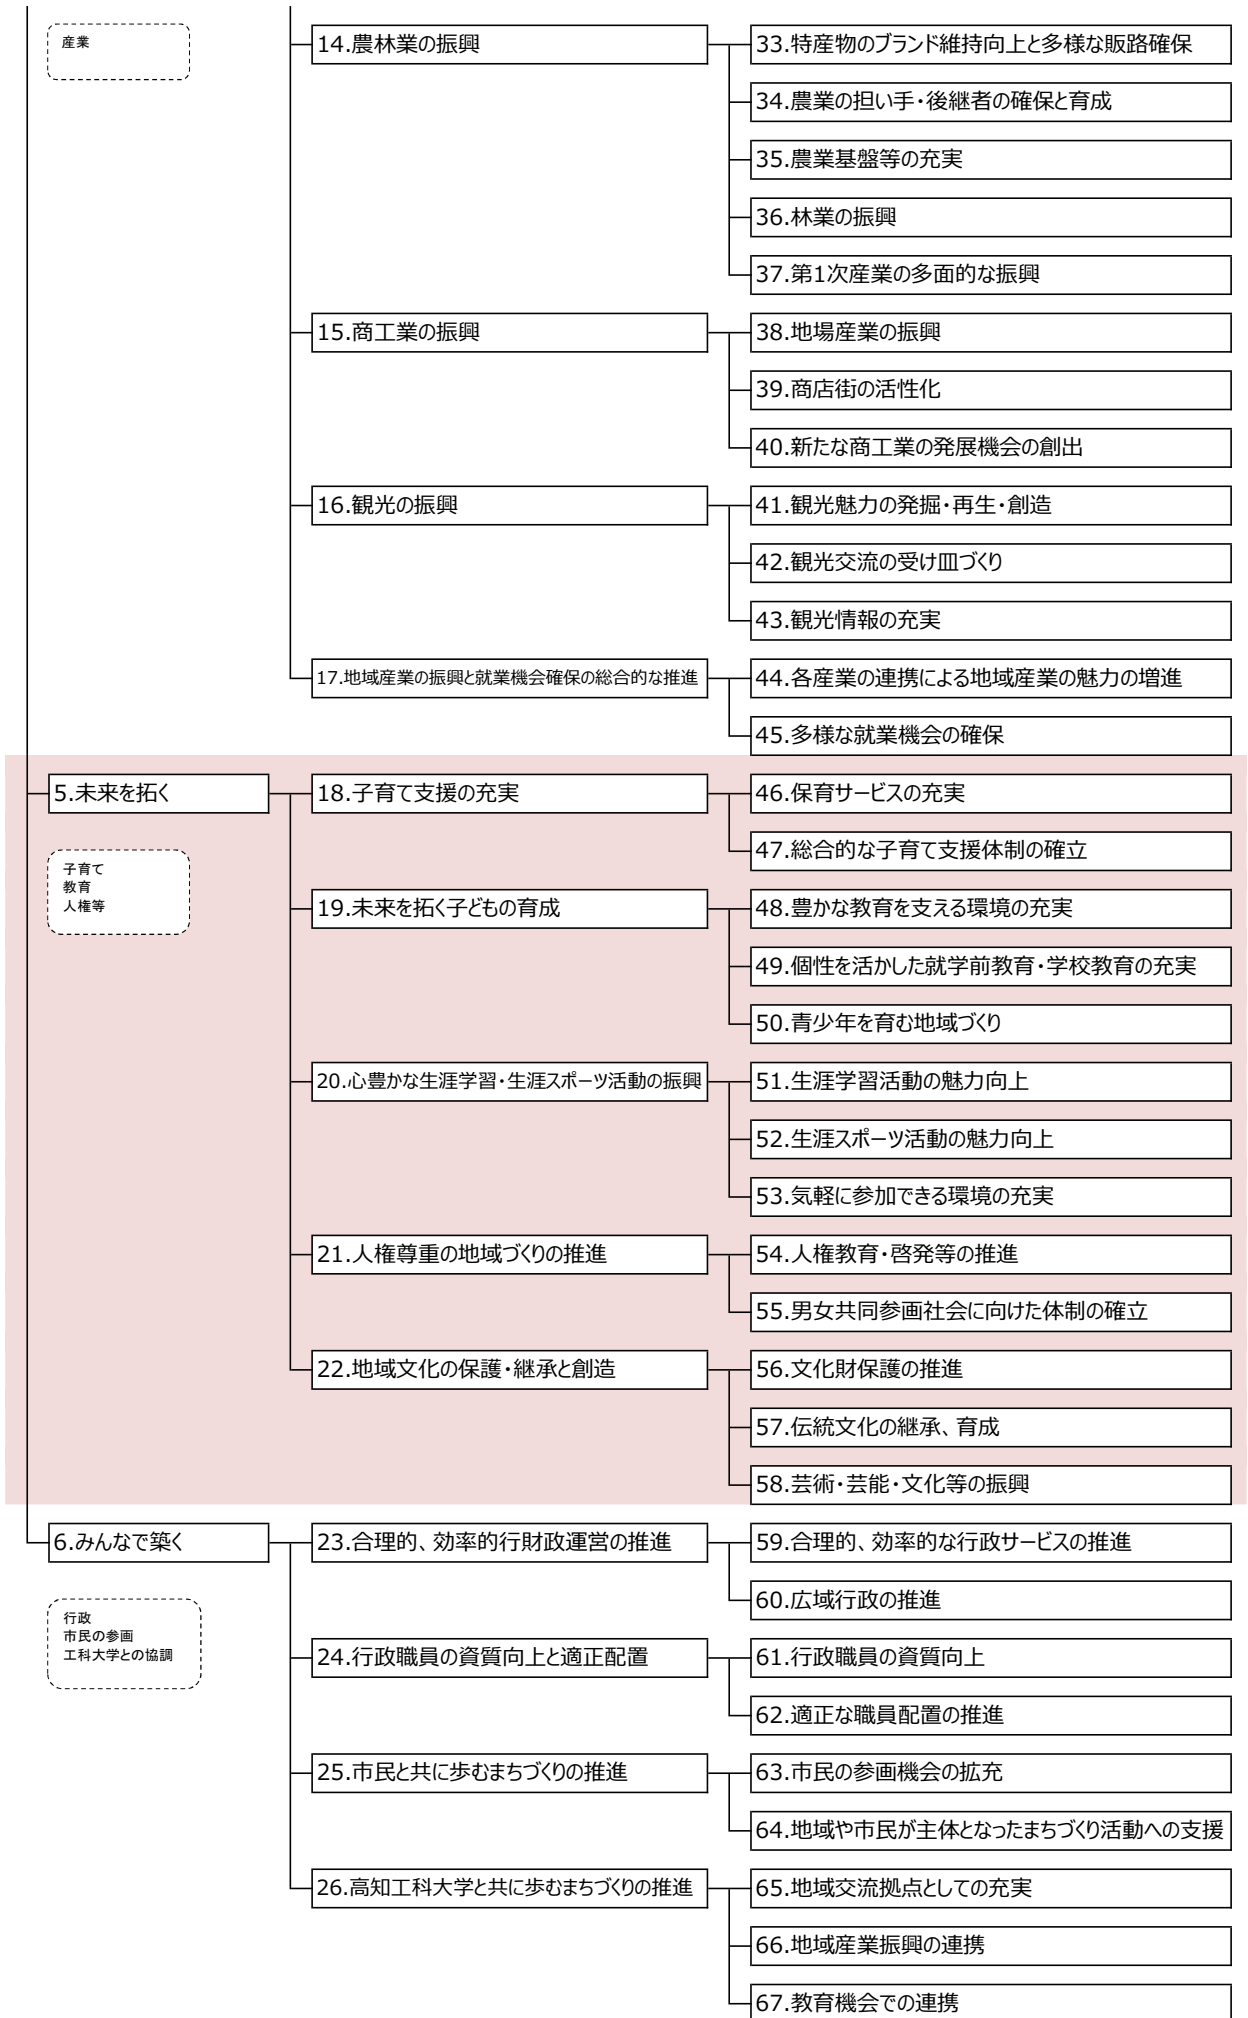 産業
14.農林業の振興
33.特産物のブランド維持向上と多様な販路確保
34.農業の担い手・後継者の確保と育成
35.農業基盤等の充実
36.林業の振興
37.第1次産業の多面的な振興
15.商工業の振興
38.地場産業の振興
39.商店街の活性化
40.新たな商工業の発展機会の創出
16.観光の振興
41.観光魅力の発掘・再生・創造
42.観光交流の受け皿づくり
43.観光情報の充実
17.地域産業の振興と就業機会確保の総合的な推進
44.各産業の連携による地域産業の魅力の増進
45.多様な就業機会の確保
5.未来を拓く
子育て
教育
人権等
18.子育て支援の充実
46.保育サービスの充実
47.総合的な子育て支援体制の確立
19.未来を拓く子どもの育成
48.豊かな教育を支える環境の充実
49.個性を活かした就学前教育・学校教育の充実
50.青少年を育む地域づくり
20.心豊かな生涯学習・生涯スポーツ活動の振興
51.生涯学習活動の魅力向上
52.生涯スポーツ活動の魅力向上
53.気軽に参加できる環境の充実
21.人権尊重の地域づくりの推進
54.人権教育・啓発等の推進
55.男女共同参画社会に向けた体制の確立
22.地域文化の保護・継承と創造
56.文化財保護の推進
57.伝統文化の継承、育成
58.芸術・芸能・文化等の振興
6.みんなで築く
行政
市民の参画
工科大学との協調
23.合理的、効率的行財政運営の推進
59.合理的、効率的な行政サービスの推進
60.広域行政の推進
24.行政職員の資質向上と適正配置
61.行政職員の資質向上
62.適正な職員配置の推進
25.市民と共に歩むまちづくりの推進
63.市民の参画機会の拡充
64.地域や市民が主体となったまちづくり活動への支援
26.高知工科大学と共に歩むまちづくりの推進
65.地域交流拠点としての充実
66.地域産業振興の連携
67.教育機会での連携